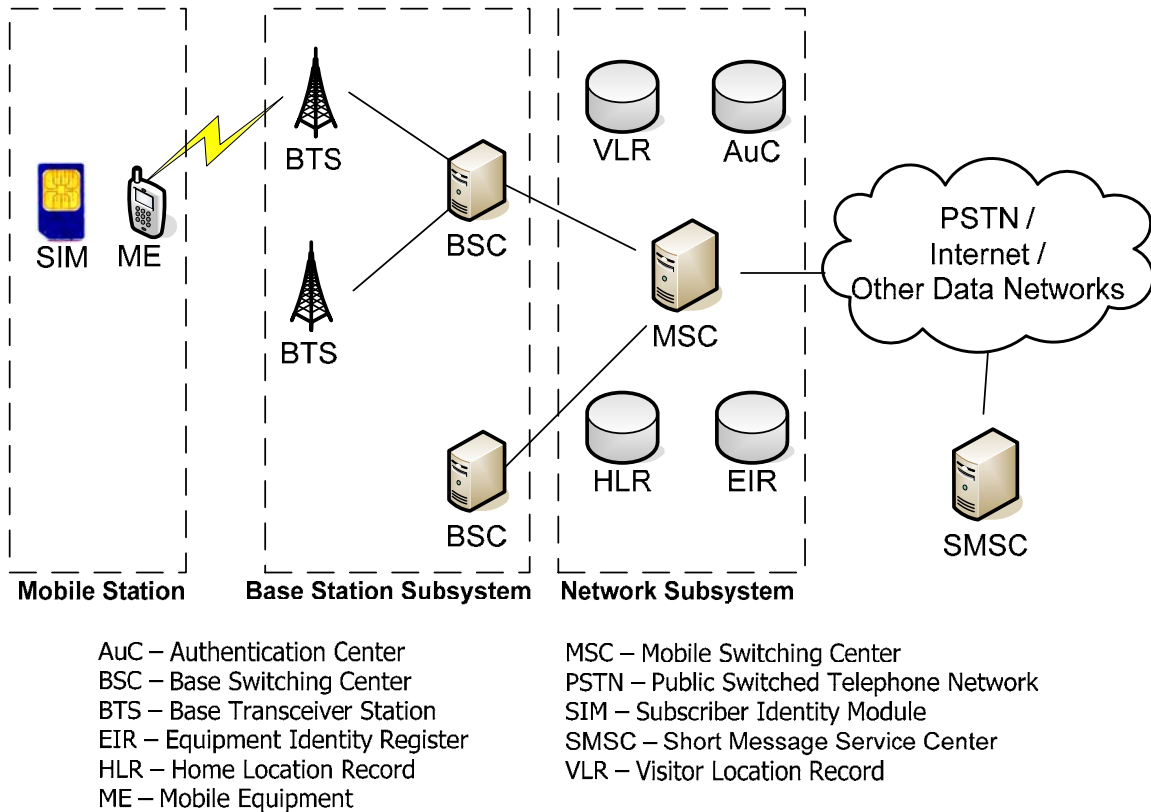 VLR
AuC
BTS
SIM
ME
BSC
PSTN /
Internet /
Other Data Networks
BTS
MSC
HLR
EIR
BSC
SMSC
Mobile Station
Base Station Subsystem
Network Subsystem
AuC – Authentication Center
BSC – Base Switching Center
BTS – Base Transceiver Station
EIR – Equipment Identity Register
HLR – Home Location Record
ME – Mobile Equipment
MSC – Mobile Switching Center
PSTN – Public Switched Telephone Network
SIM – Subscriber Identity Module
SMSC – Short Message Service Center
VLR – Visitor Location Record